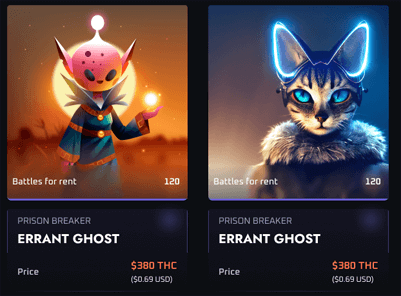 Battles for rent 120
PRISON BREAKER
ERRANT GHOST
Price $380 THC
($0.69 USD)
Battles for rent 120
PRISON BREAKER
ERRANT GHOST
Price $380 THC
($0.69 USD)